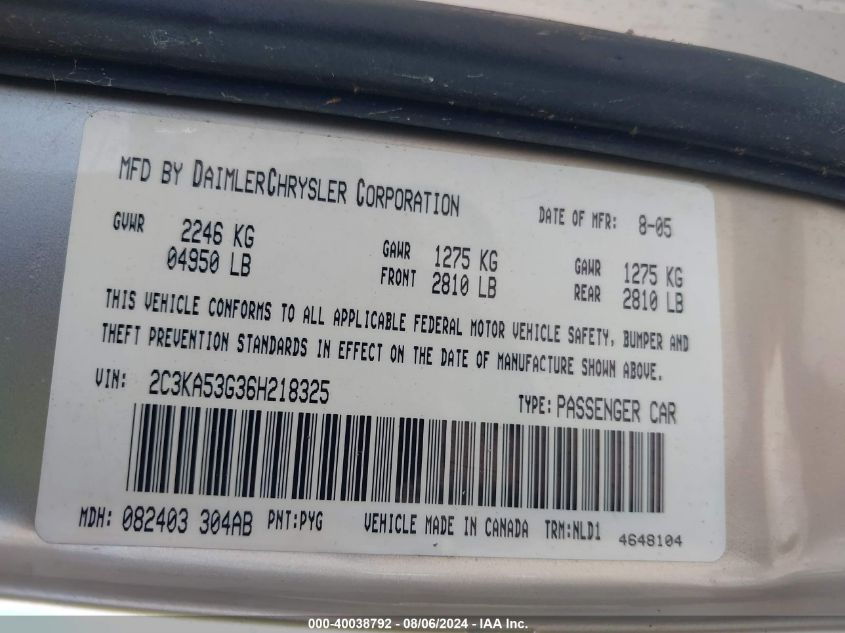 MFD BY DAIMLERCHRYSLER CORPORATION
DATE OF MFR: 8-05
GVWR 2246 KG
04950 LB
GAWR 1275 KG
FRONT 2810 LB
GAWR 1275 KG
REAR 2810 LB
THIS VEHICLE CONFORMS TO ALL APPLICABLE FEDERAL MOTOR VEHICLE SAFETY, BUMPER AND
THEFT PREVENTION STANDARDS IN EFFECT ON THE DATE OF MANUFACTURE SHOWN ABOVE.
VIN: 2C3KA53G36H218325
TYPE: PASSENGER CAR
MDH: 082403 304AB PNT:PYG VEHICLE MADE IN CANADA TRM:NLD1 4648104
000-40038792 - 08/06/2024 - IAA Inc.